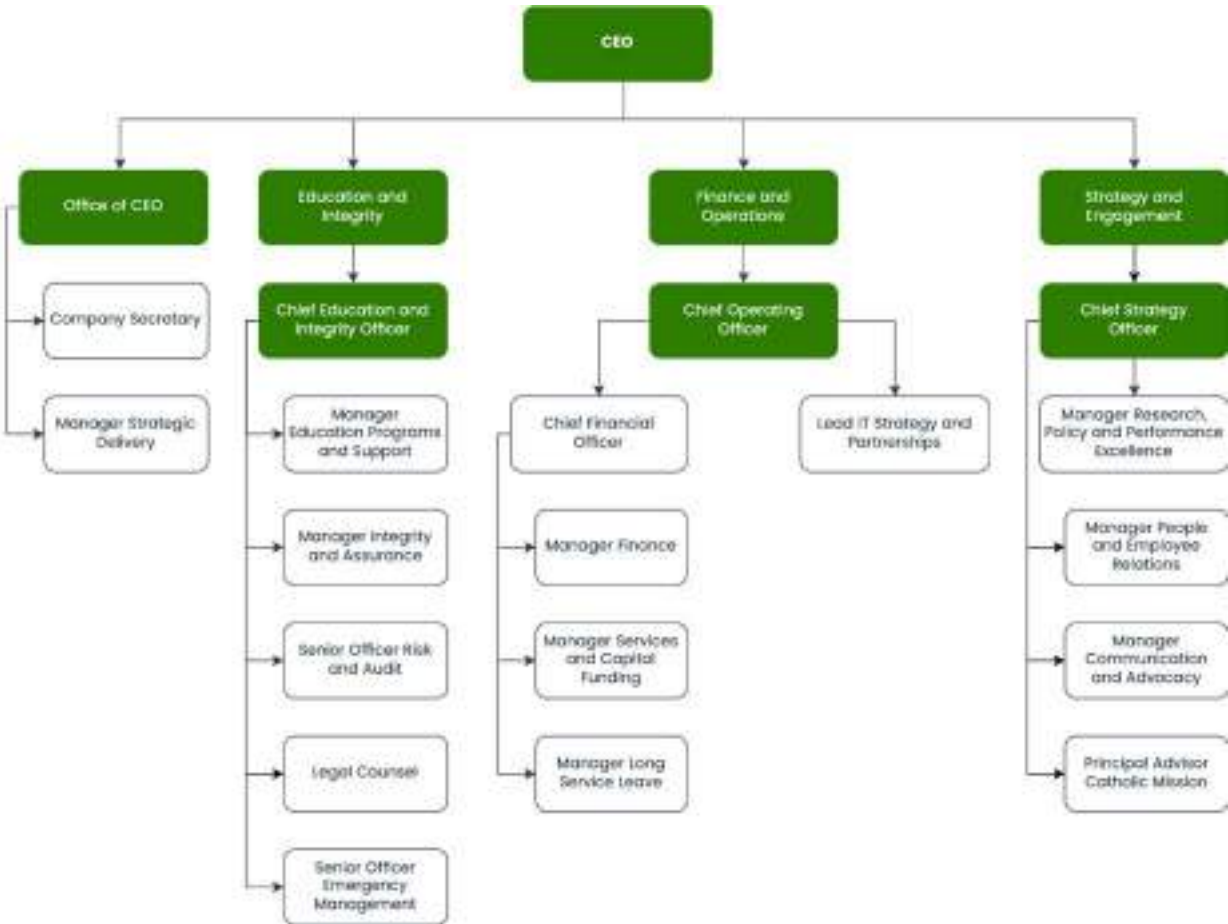 CEO
Office of CEO
Education and
Integrity
Finance and
Operations
Strategy and
Engagement
Company Secretary
Chief Education and
Integrity Officer
Chief Operating
Officer
Chief Strategy
Officer
Manager Strategic
Delivery
Manager
Education Programs
and Support
Chief Financial
Officer
Lead IT Strategy and
Partnerships
Manager Research,
Policy and Performance
Excellence
Manager Integrity
and Assurance
Manager Finance
Manager People
and Employee
Relations
Senior Officer Risk
and Audit
Manager Services
and Capital
Funding
Manager
Communication
and Advocacy
Legal Counsel
Manager Long
Service Leave
Principal Advisor
Catholic Mission
Senior Officer
Emergency
Management